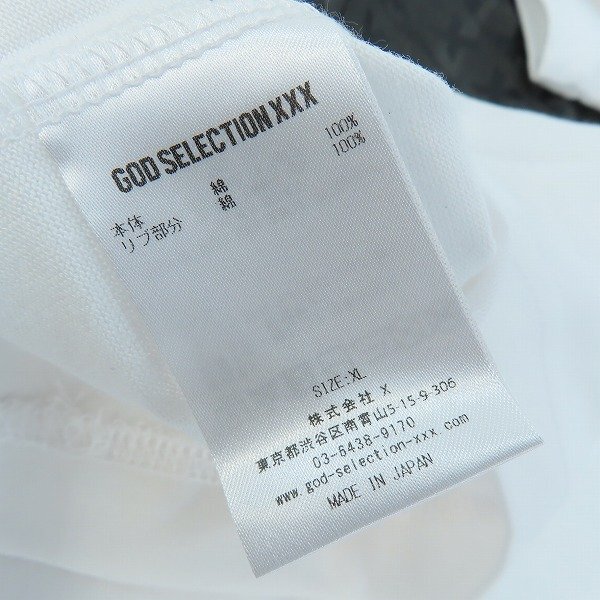 GOD SELECTION XXX
本体 綿 100%
リブ部分 綿 100%
SIZE:XL
株式会社 X
東京都渋谷区南青山5-15-9-306
03-6438-9170
www.god-selection-xxx.com
MADE IN JAPAN